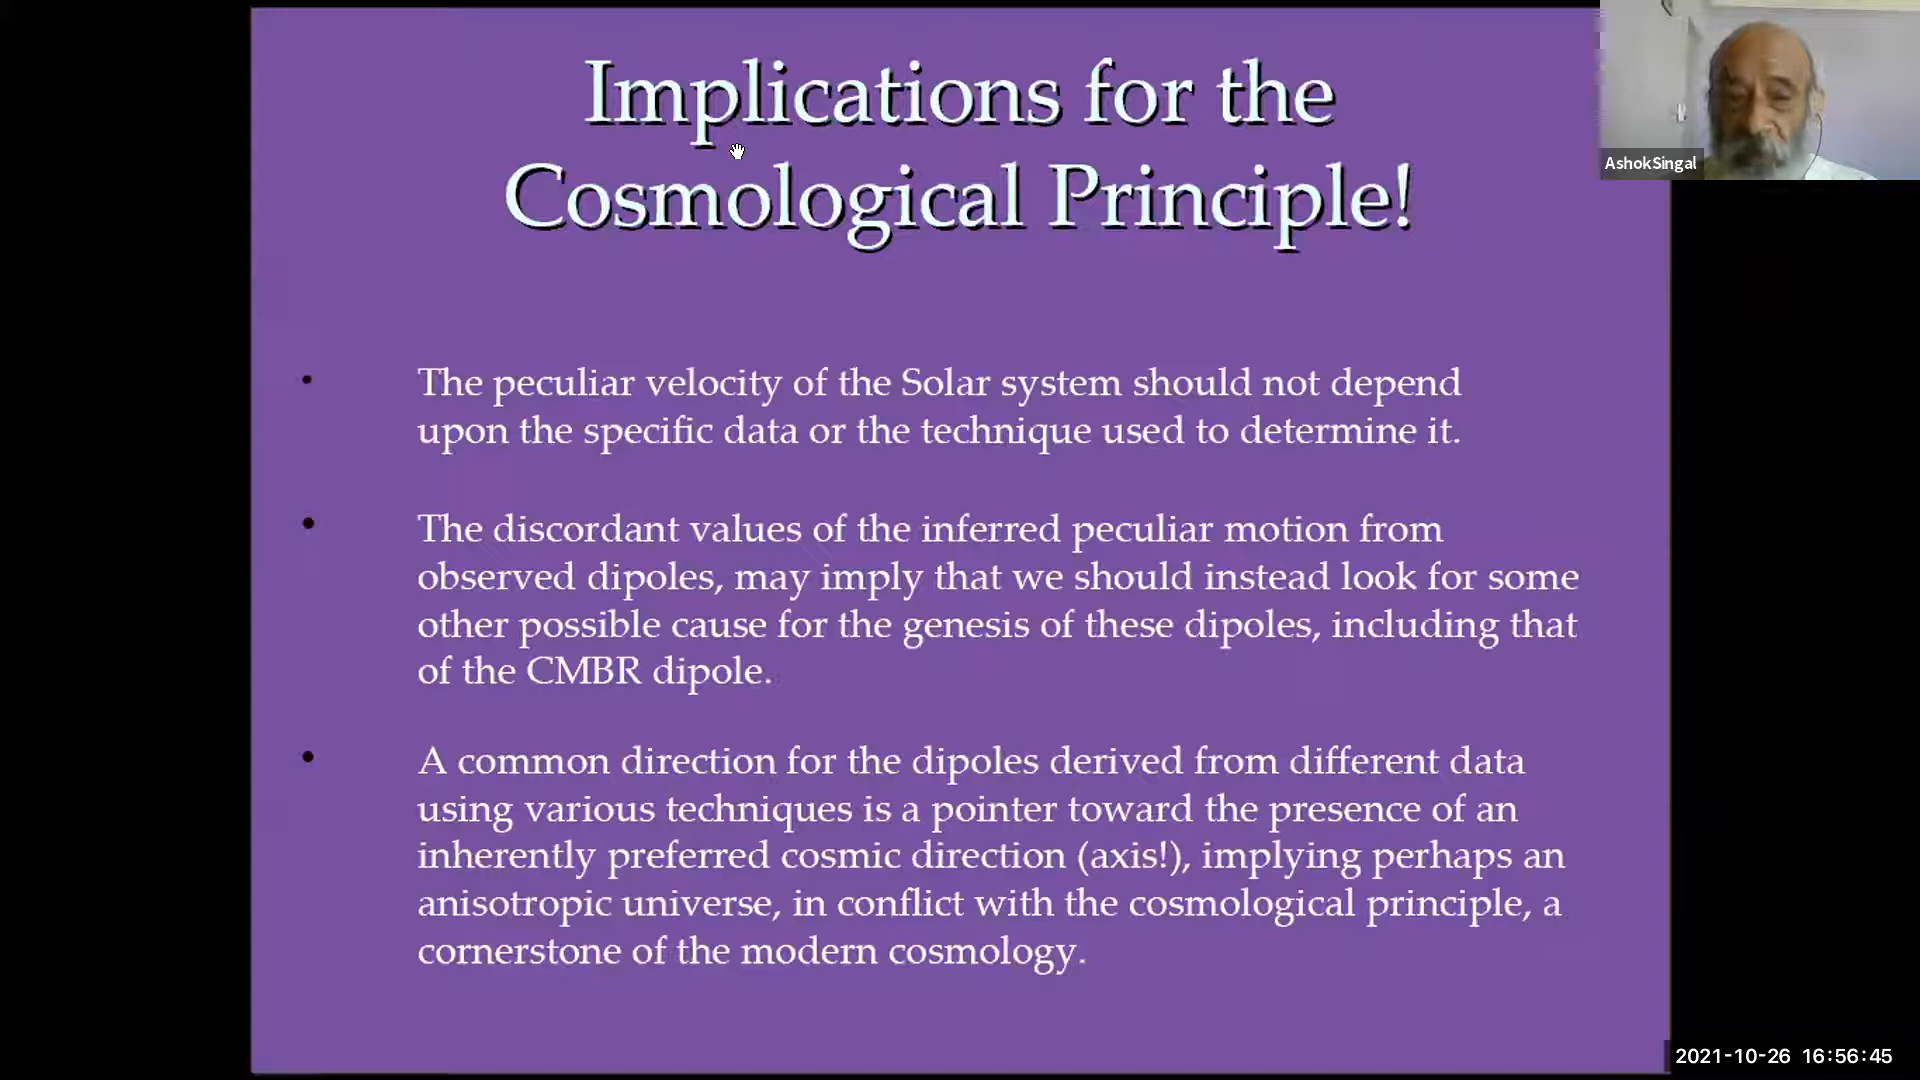 Implications for the
Cosmological Principle!
AshokSingal
• The peculiar velocity of the Solar system should not depend
upon the specific data or the technique used to determine it.
• The discordant values of the inferred peculiar motion from
observed dipoles, may imply that we should instead look for some
other possible cause for the genesis of these dipoles, including that
of the CMBR dipole.
• A common direction for the dipoles derived from different data
using various techniques is a pointer toward the presence of an
inherently preferred cosmic direction (axis!), implying perhaps an
anisotropic universe, in conflict with the cosmological principle, a
cornerstone of the modern cosmology.
2021-10-26 16:56:45